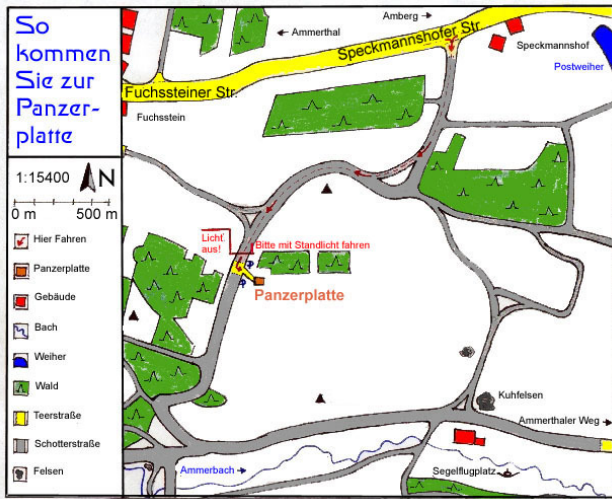 So
kommen
Sie zur
Panzer-
platte
1:15400
N
0 m 500 m
Hier Fahren
Panzerplatte
Gebäude
Bach
Weiher
Wald
Teerstraße
Schotterstraße
Felsen
Ammerthal
Amberg
Speckmannshofer Str.
Speckmannshof
Postweiher
Fuchssteiner Str.
Fuchsstein
Licht
aus!
Bitte mit Standlicht fahren
Panzerplatte
Kuhfelsen
Ammerthaler Weg
Ammerbach
Segelflugplatz